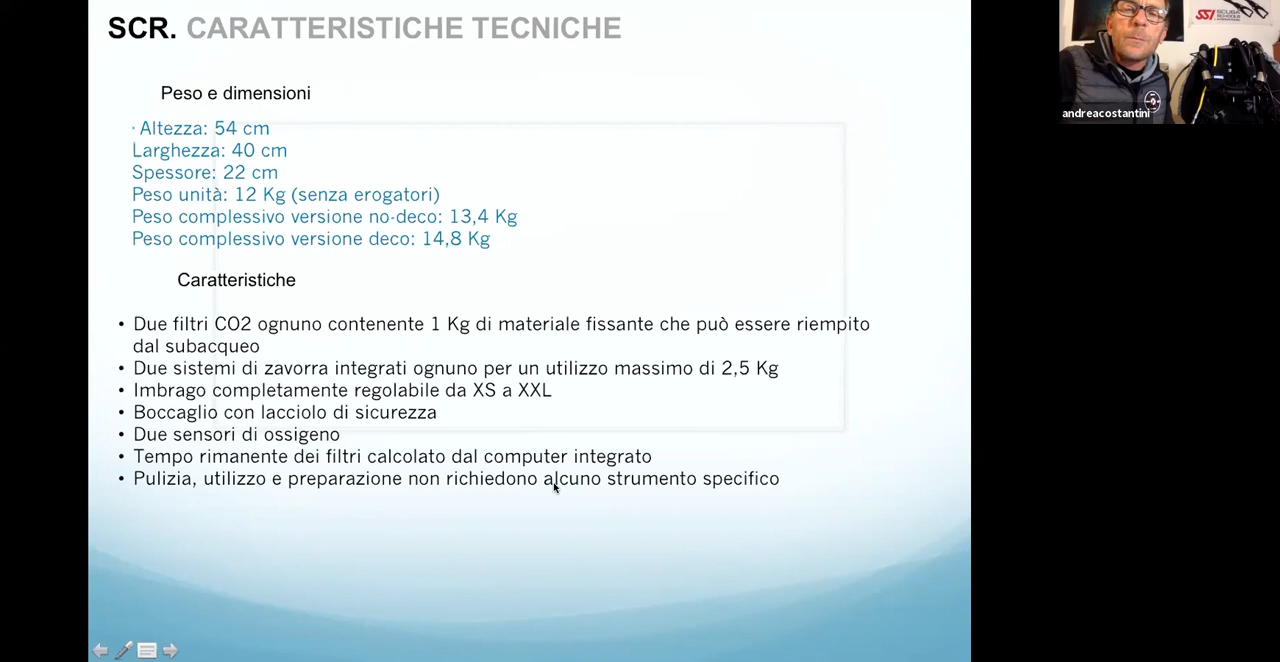 SCR. CARATTERISTICHE TECNICHE
Peso e dimensioni
· Altezza: 54 cm
Larghezza: 40 cm
Spessore: 22 cm
Peso unità: 12 Kg (senza erogatori)
Peso complessivo versione no-deco: 13,4 Kg
Peso complessivo versione deco: 14,8 Kg
Caratteristiche
• Due filtri CO2 ognuno contenente 1 Kg di materiale fissante che può essere riempito
dal subacqueo
• Due sistemi di zavorra integrati ognuno per un utilizzo massimo di 2,5 Kg
• Imbrago completamente regolabile da XS a XXL
• Boccaglio con lacciolo di sicurezza
• Due sensori di ossigeno
• Tempo rimanente dei filtri calcolato dal computer integrato
• Pulizia, utilizzo e preparazione non richiedono alcuno strumento specifico
SSI SCUBA
SCHOOLS
andreacostantini